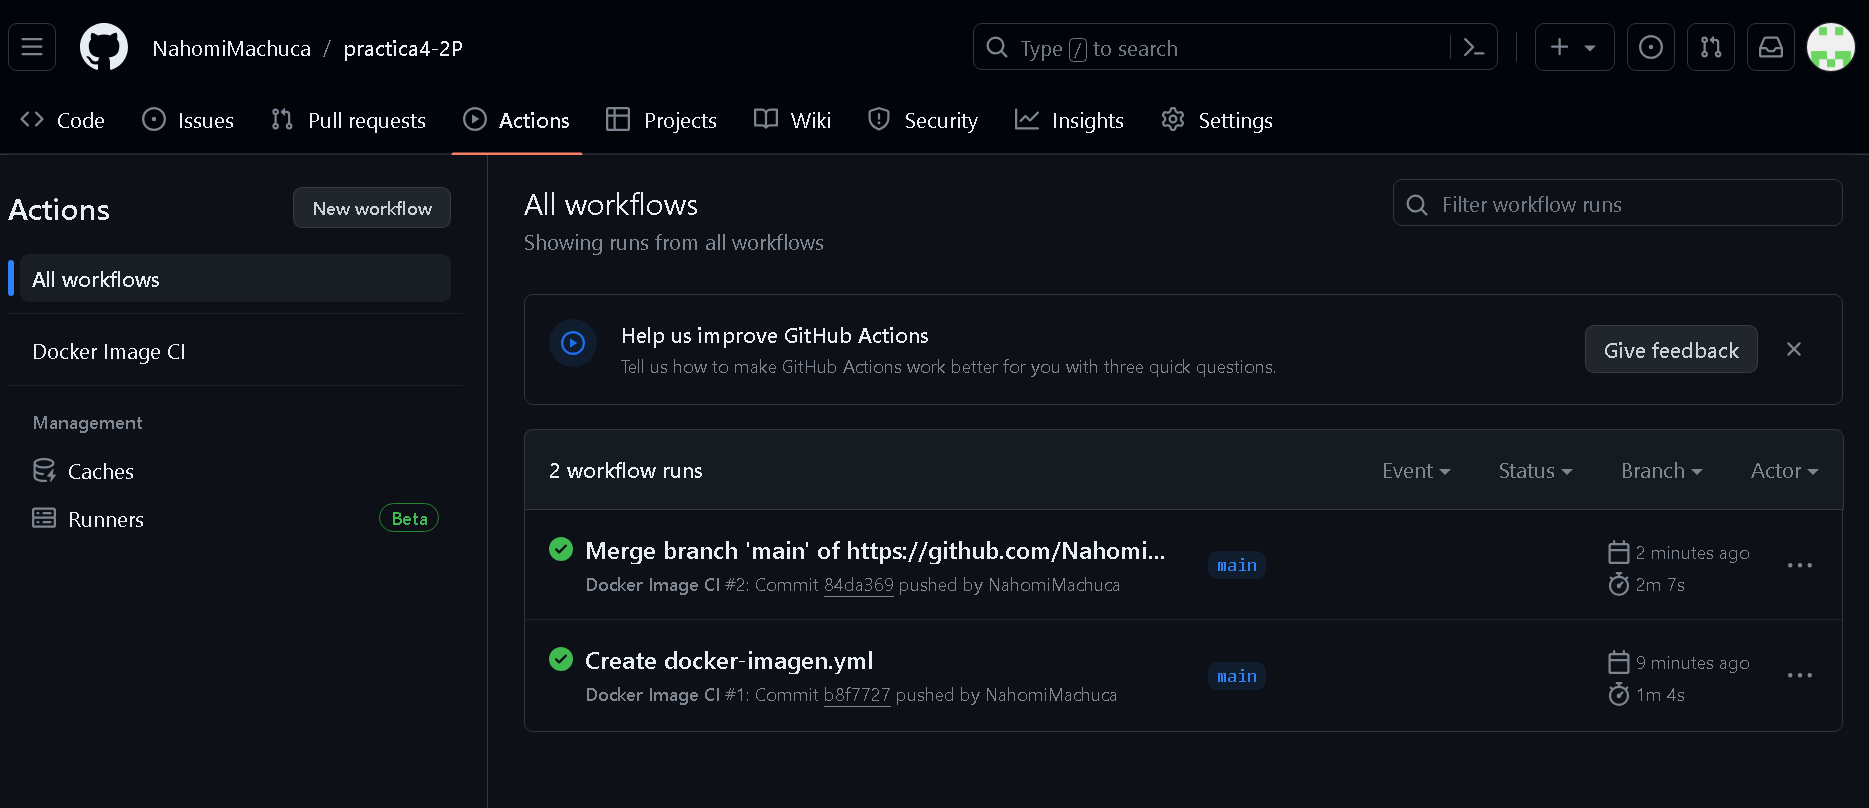 NahomiMachuca / practica4-2P
Type / to search
Code
Issues
Pull requests
Actions
Projects
Wiki
Security
Insights
Settings
Actions
New workflow
All workflows
Docker Image CI
Management
Caches
Runners
Beta
All workflows
Showing runs from all workflows
Filter workflow runs
Help us improve GitHub Actions
Tell us how to make GitHub Actions work better for you with three quick questions.
Give feedback
2 workflow runs
Event
Status
Branch
Actor
Merge branch 'main' of https://github.com/Nahomi...
Docker Image CI #2: Commit 84da369 pushed by NahomiMachuca
main
2 minutes ago
2m 7s
Create docker-imagen.yml
Docker Image CI #1: Commit b8f7727 pushed by NahomiMachuca
main
9 minutes ago
1m 4s